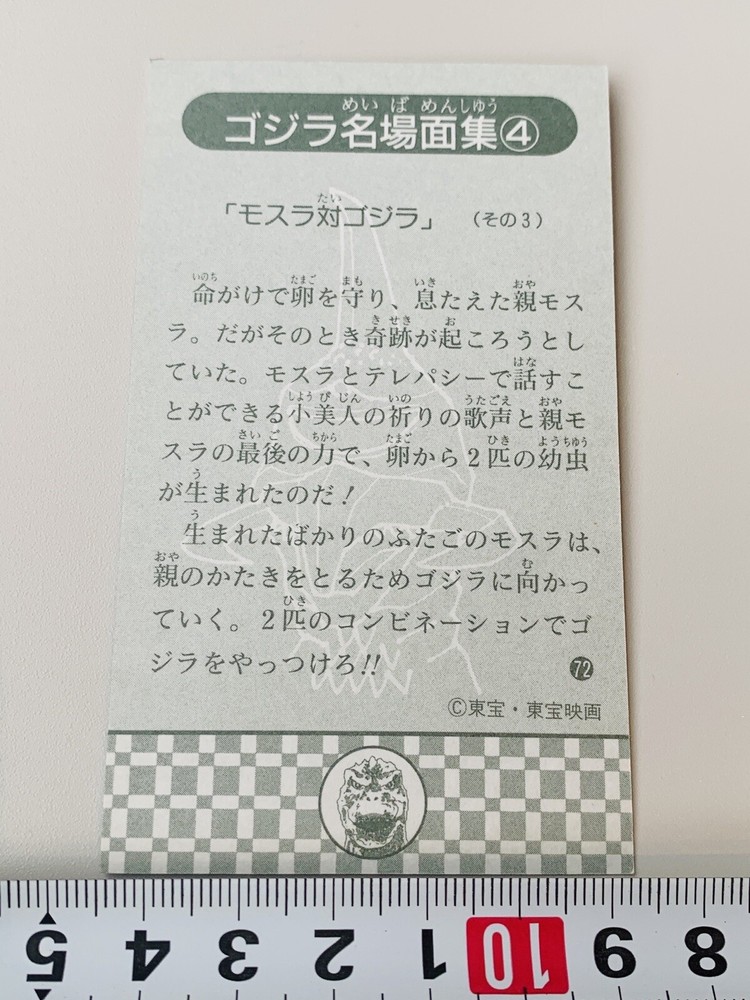 ゴジラ名場面集④
めいばめんしゅう
「モスラ対ゴジラ」（その3）
たい
命がけで卵を守り、息たえた親モス
いのち たまご まも いき おや
ラ。だがそのとき奇跡が起ころうとし
きせき お
ていた。モスラとテレパシーで話すこ
はな
とができる小美人の祈りの歌声と親モ
しようびじん いの うたごえ おや
スラの最後の力で、卵から2匹の幼虫
さいご ちから たまご ひき ようちゆう
が生まれたのだ！
う
生まれたばかりのふたごのモスラは、
う
親のかたきをとるためゴジラに向かっ
おや む
ていく。2匹のコンビネーションでゴ
ひき
ジラをやっつけろ!!
72
©東宝・東宝映画
5 4 3 2 1 10 9 8